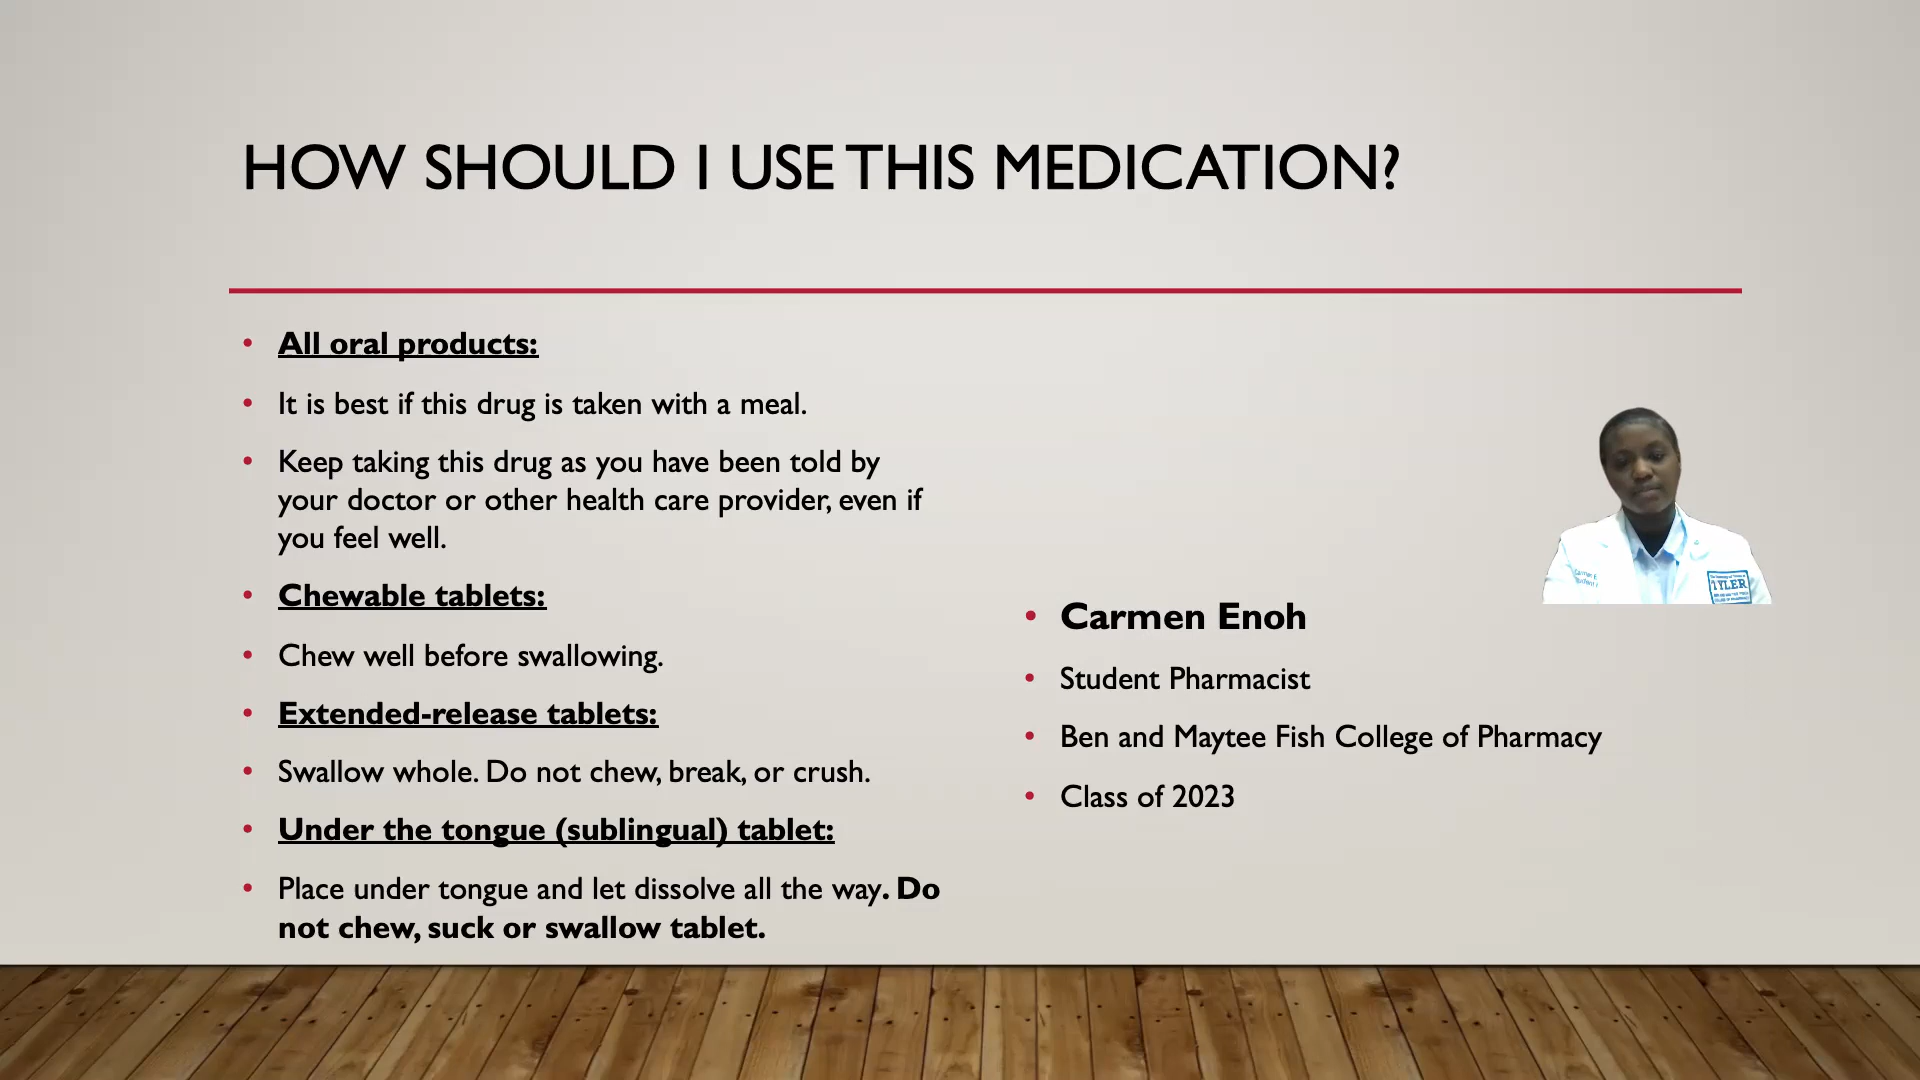 HOW SHOULD I USE THIS MEDICATION?
• All oral products:
• It is best if this drug is taken with a meal.
• Keep taking this drug as you have been told by
your doctor or other health care provider, even if
you feel well.
• Chewable tablets:
• Chew well before swallowing.
• Extended-release tablets:
• Swallow whole. Do not chew, break, or crush.
• Under the tongue (sublingual) tablet:
• Place under tongue and let dissolve all the way. Do
not chew, suck or swallow tablet.
• Carmen Enoh
• Student Pharmacist
• Ben and Maytee Fish College of Pharmacy
• Class of 2023
Carmen E
TYLER